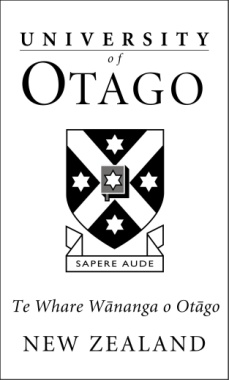 UNIVERSITY
of
OTAGO
SAPERE AUDE
Te Whare Wānanga o Otāgo
NEW ZEALAND